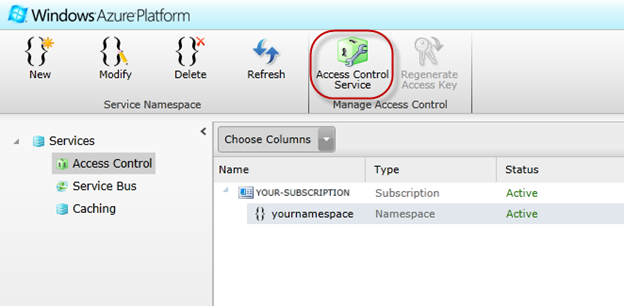 Windows Azure Platform
New
Modify
Delete
Refresh
Access Control
Service
Regenerate
Access Key
Service Namespace
Manage Access Control
Services
Access Control
Service Bus
Caching
Choose Columns
Name Type Status
YOUR-SUBSCRIPTION Subscription Active
{} yournamespace Namespace Active